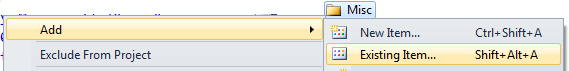 Misc
Add
New Item... Ctrl+Shift+A
Existing Item... Shift+Alt+A
Exclude From Project